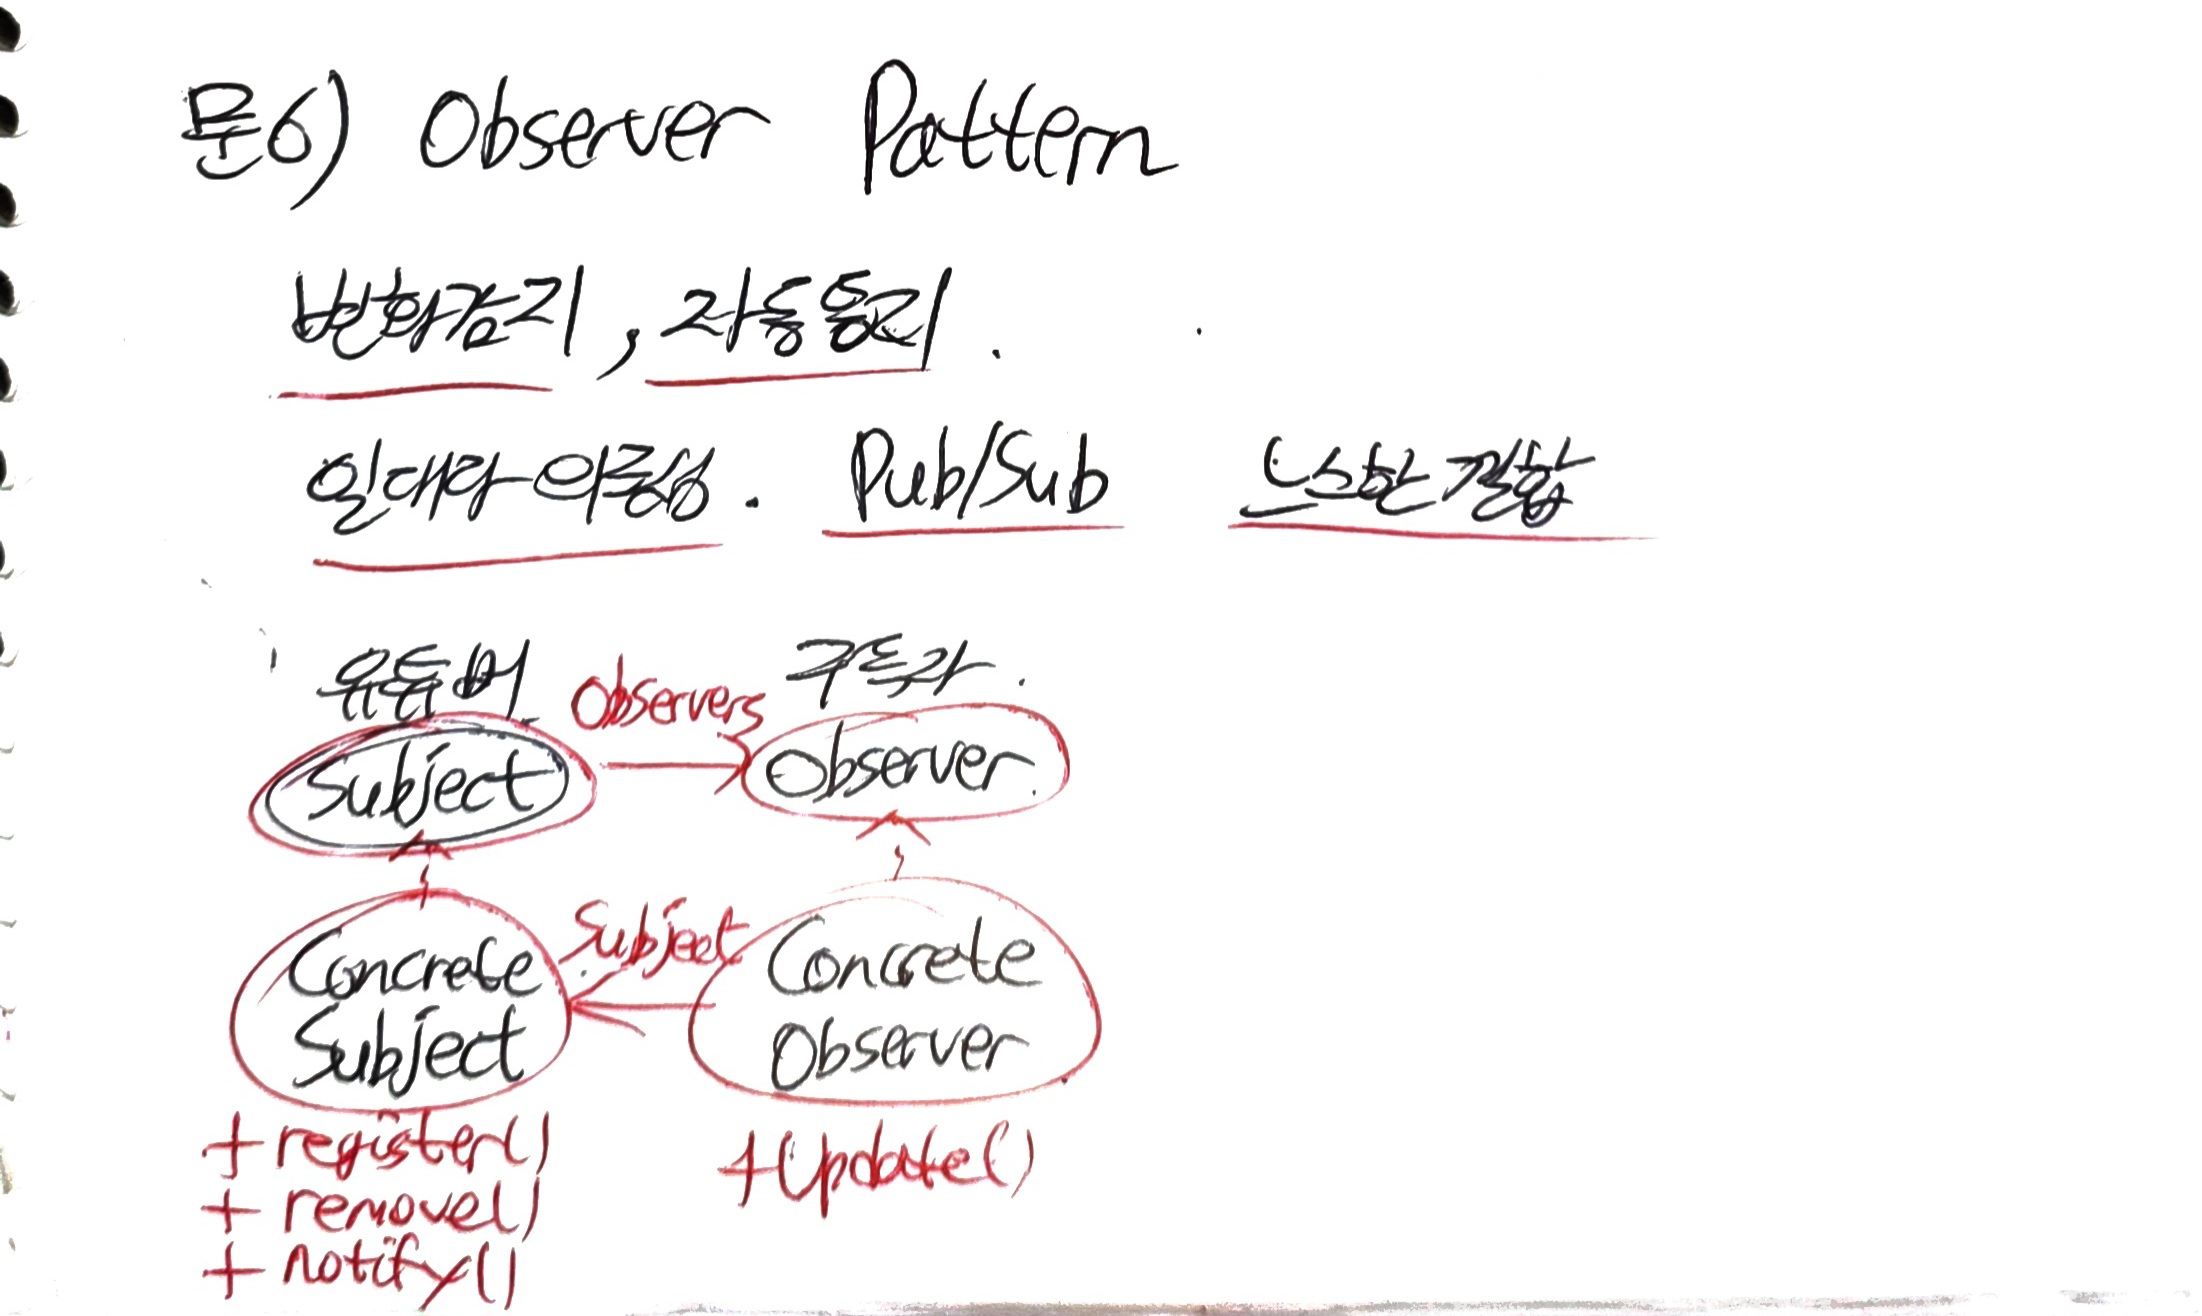 문6) Observer Pattern
변화감지, 자동통지.
일대다 의존성. Pub/Sub 느슨한 결합
유튜버 구독자.
Observers
Subject Observer.
Subject
Concrete Concrete
Subject Observer
+ register() + Update()
+ remove()
+ notify()